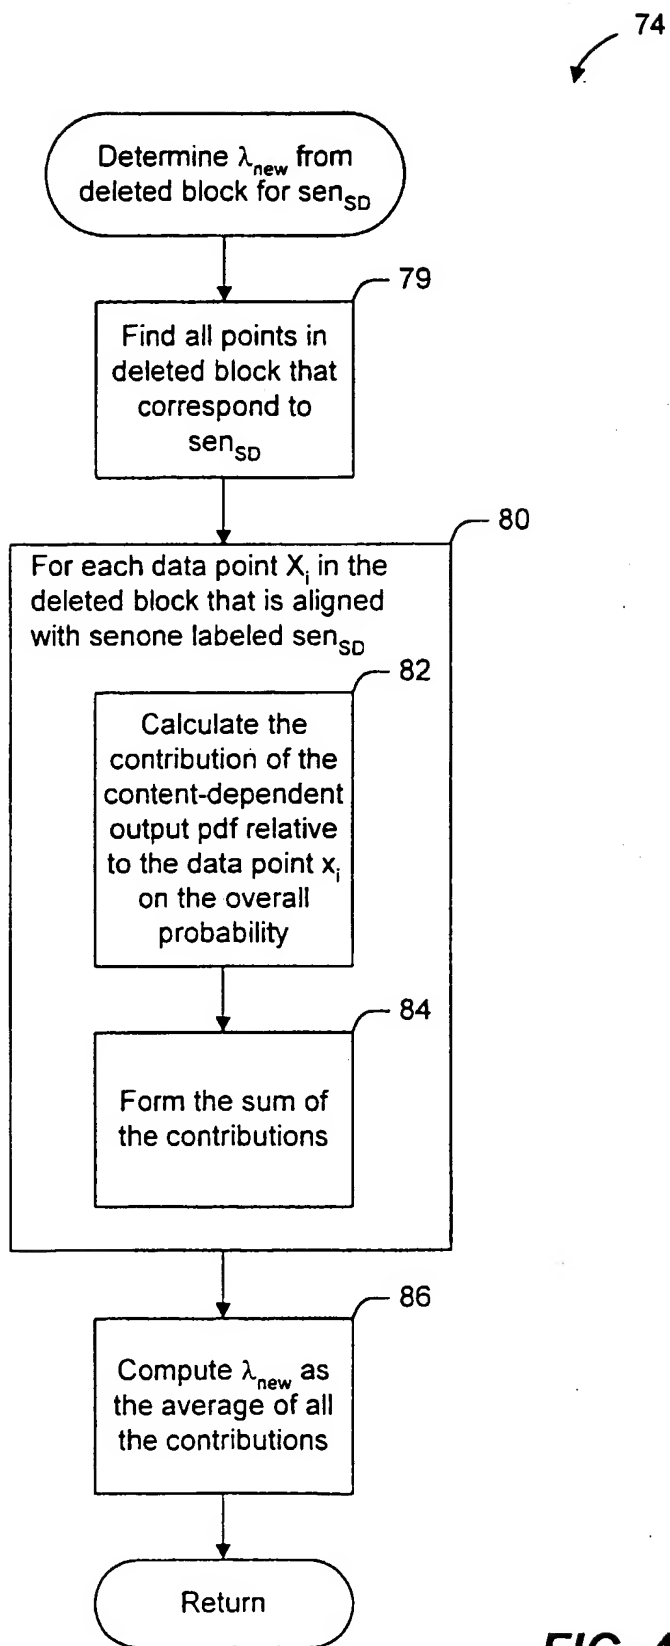 74
Determine λnew from
deleted block for senSD
79
Find all points in
deleted block that
correspond to
senSD
80
For each data point Xi in the
deleted block that is aligned
with senone labeled senSD
82
Calculate the
contribution of the
content-dependent
output pdf relative
to the data point xi
on the overall
probability
84
Form the sum of
the contributions
86
Compute λnew as
the average of all
the contributions
Return
FIG. 4